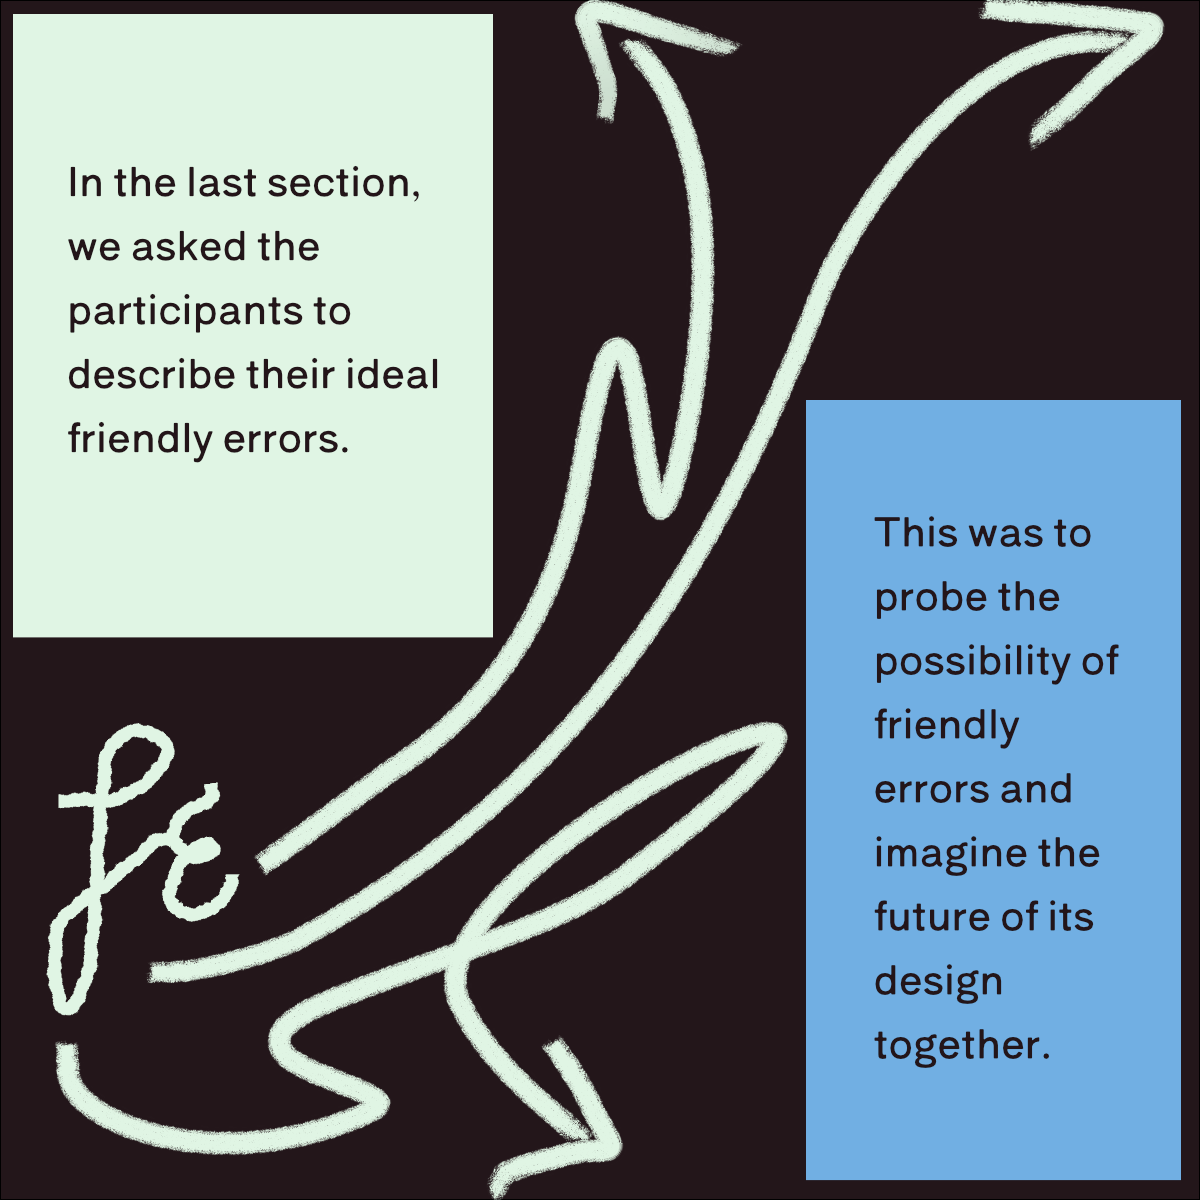 In the last section,
we asked the
participants to
describe their ideal
friendly errors.
fε
This was to
probe the
possibility of
friendly
errors and
imagine the
future of its
design
together.